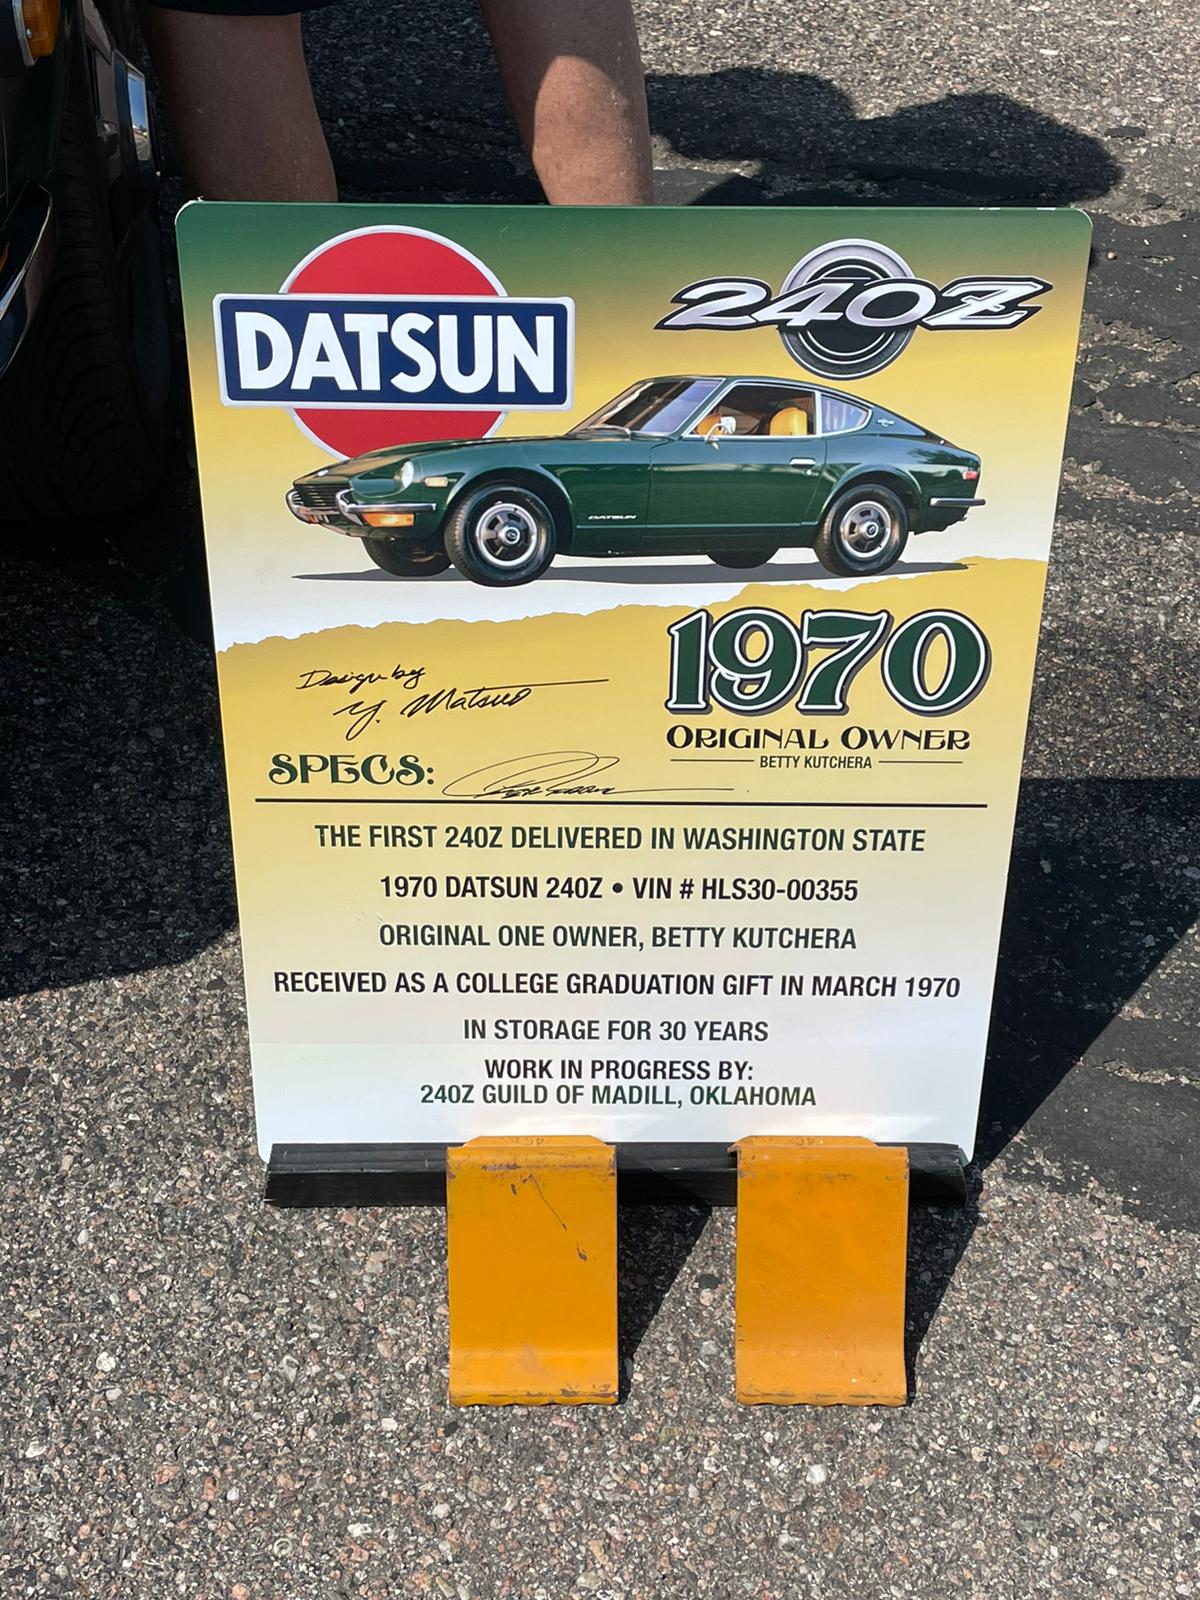 DATSUN
240Z
DATSUN
1970
ORIGINAL OWNER
BETTY KUTCHERA
Design by
Y. Matsuo
SPECS:
THE FIRST 240Z DELIVERED IN WASHINGTON STATE
1970 DATSUN 240Z • VIN # HLS30-00355
ORIGINAL ONE OWNER, BETTY KUTCHERA
RECEIVED AS A COLLEGE GRADUATION GIFT IN MARCH 1970
IN STORAGE FOR 30 YEARS
WORK IN PROGRESS BY:
240Z GUILD OF MADILL, OKLAHOMA